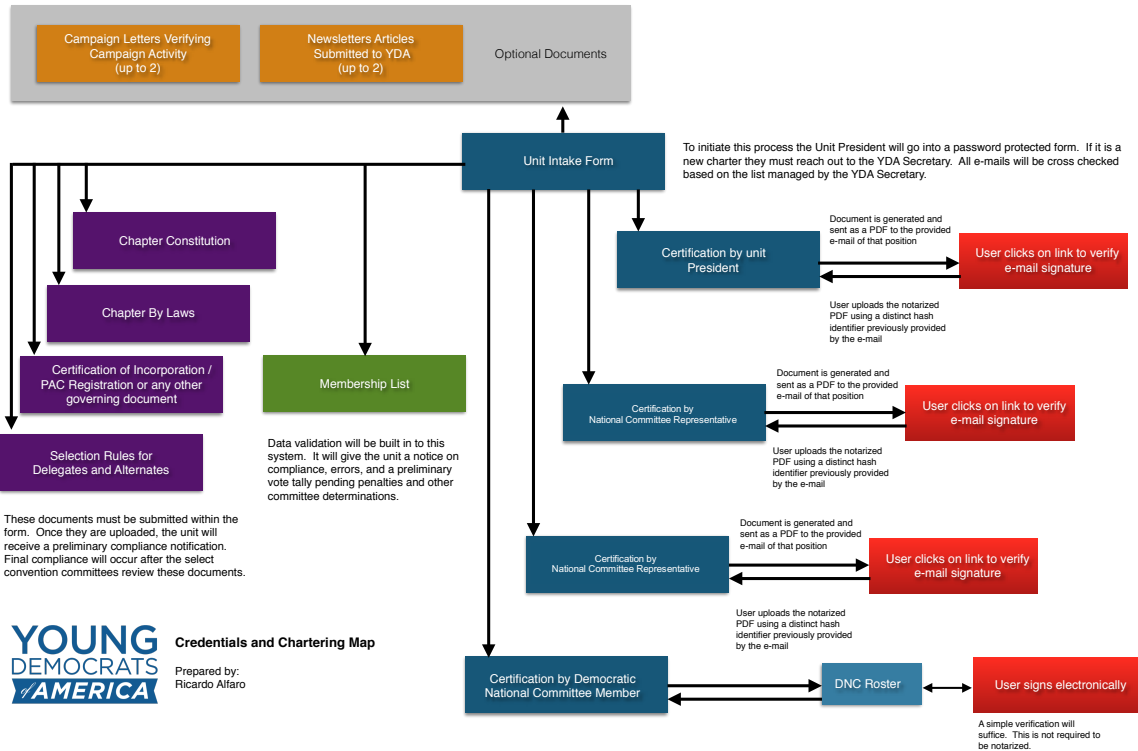 Campaign Letters Verifying
Campaign Activity
(up to 2)
Newsletters Articles
Submitted to YDA
(up to 2)
Optional Documents
Unit Intake Form
To initiate this process the Unit President will go into a password protected form.  If it is a
new charter they must reach out to the YDA Secretary.  All e-mails will be cross checked
based on the list managed by the YDA Secretary.
Chapter Constitution
Chapter By Laws
Certification of Incorporation /
PAC Registration or any other
governing document
Selection Rules for
Delegates and Alternates
These documents must be submitted within the
form.  Once they are uploaded, the unit will
receive a preliminary compliance notification.
Final compliance will occur after the select
convention committees review these documents.
Membership List
Data validation will be built in to this
system.  It will give the unit a notice on
compliance, errors, and a preliminary
vote tally pending penalties and other
committee determinations.
Certification by unit
President
Document is generated and
sent as a PDF to the provided
e-mail of that position
User clicks on link to verify
e-mail signature
User uploads the notarized
PDF using a distinct hash
identifier previously provided
by the e-mail
Certification by
National Committee Representative
Document is generated and
sent as a PDF to the provided
e-mail of that position
User clicks on link to verify
e-mail signature
User uploads the notarized
PDF using a distinct hash
identifier previously provided
by the e-mail
Certification by
National Committee Representative
Document is generated and
sent as a PDF to the provided
e-mail of that position
User clicks on link to verify
e-mail signature
User uploads the notarized
PDF using a distinct hash
identifier previously provided
by the e-mail
Certification by Democratic
National Committee Member
DNC Roster
User signs electronically
A simple verification will
suffice.  This is not required to
be notarized.
YOUNG
DEMOCRATS
of AMERICA
Credentials and Chartering Map
Prepared by:
Ricardo Alfaro